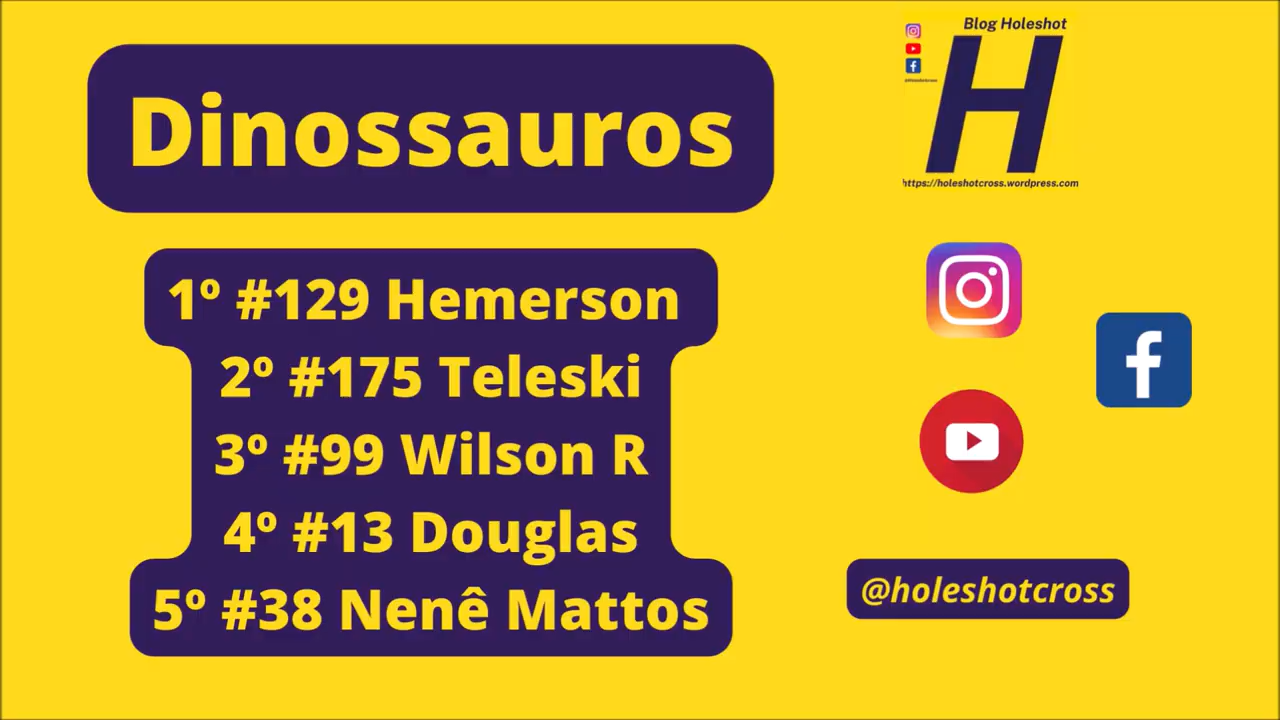 Dinossauros
1º #129 Hemerson
2º #175 Teleski
3º #99 Wilson R
4º #13 Douglas
5º #38 Nenê Mattos
Blog Holeshot
H
https://holeshotcross.wordpress.com
@holeshotcross